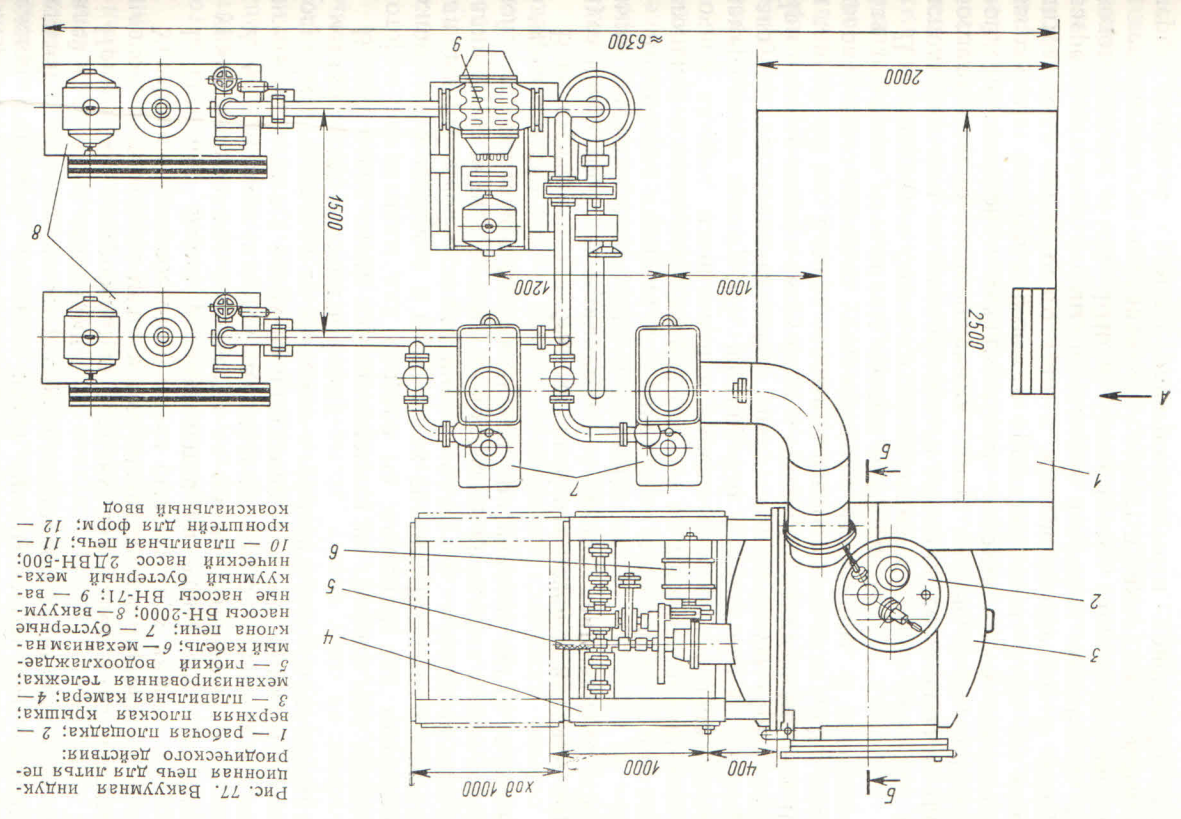 Б
400
1000
ход 1000
Рис. 77. Вакуумная индук-
ционная печь для литья пе-
риодического действия:
1 — рабочая площадка; 2 —
верхняя плоская крышка;
3 — плавильная камера; 4 —
механизированная тележка;
5 — гибкий водоохлаждае-
мый кабель; 6 — механизм на-
клона печи; 7 — бустерные
насосы БН-2000; 8 — вакуум-
ные насосы ВН-71; 9 — ва-
куумный бустерный меха-
нический насос 2ДВН-500;
10 — плавильная печь; 11 —
кронштейн для форм; 12 —
коаксиальный ввод
3
4
2
5
6
1
7
Б
А
2500
1000
1200
8
1500
2000
9
≈6300